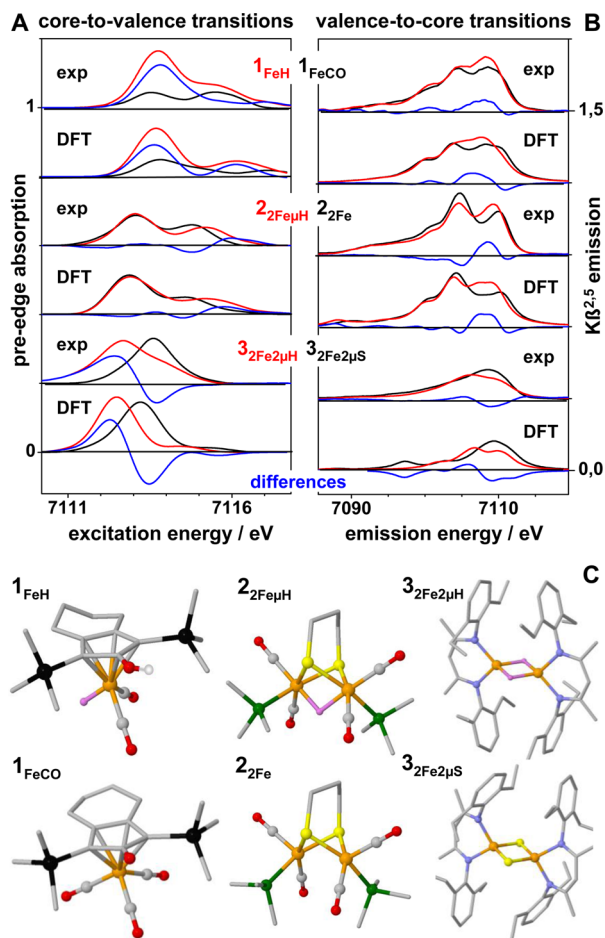 A core-to-valence transitions
valence-to-core transitions B
exp 1FeH 1FeCO exp
1 1,5
DFT DFT
exp 22FeµH 22Fe exp
DFT DFT
exp 32Fe2µH 32Fe2µS exp
DFT DFT
0 0,0
differences
pre-edge absorption
Kß2,5 emission
7111 7116
7090 7110
excitation energy / eV
emission energy / eV
C
1FeH 22FeµH 32Fe2µH
1FeCO 22Fe 32Fe2µS